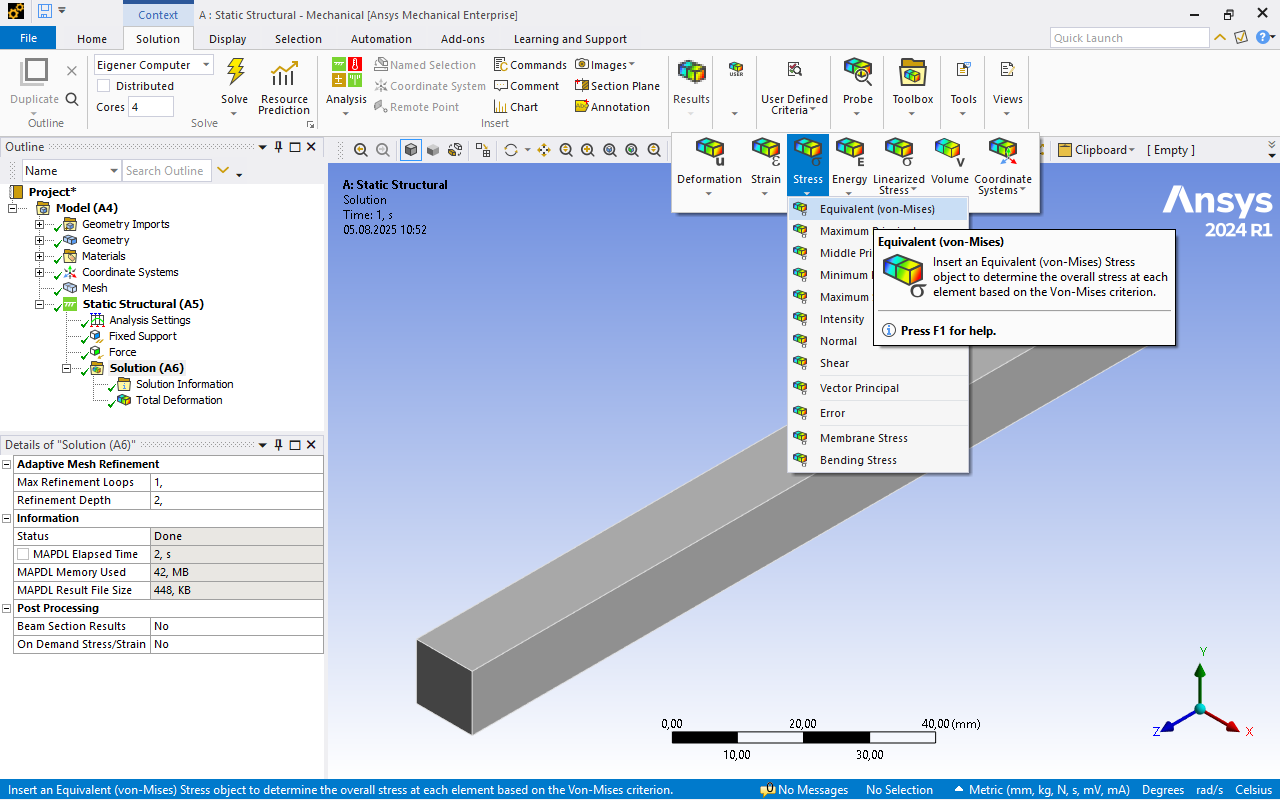 Context
A : Static Structural - Mechanical [Ansys Mechanical Enterprise]
File
Home
Solution
Display
Selection
Automation
Add-ons
Learning and Support
Quick Launch
Duplicate
Outline
Eigener Computer
Distributed
Cores 4
Solve
Resource Prediction
Solve
Analysis
Named Selection
Coordinate System
Remote Point
Commands
Comment
Chart
Images
Section Plane
Annotation
Insert
Results
USER
User Defined
Criteria
Probe
Toolbox
Tools
Views
Outline
Name
Search Outline
Clipboard
[ Empty ]
Deformation
Strain
Stress
Energy
Linearized
Stress
Volume
Coordinate
Systems
Project*
Model (A4)
Geometry Imports
Geometry
Materials
Coordinate Systems
Mesh
Static Structural (A5)
Analysis Settings
Fixed Support
Force
Solution (A6)
Solution Information
Total Deformation
A: Static Structural
Solution
Time: 1, s
05.08.2025 10:52
Ansys
2024 R1
Equivalent (von-Mises)
Maximum
Middle
Minimum
Maximum
Intensity
Normal
Shear
Vector Principal
Error
Membrane Stress
Bending Stress
Equivalent (von-Mises)
Insert an Equivalent (von-Mises) Stress
object to determine the overall stress at each
element based on the Von-Mises criterion.
Press F1 for help.
Details of "Solution (A6)"
Adaptive Mesh Refinement
Max Refinement Loops 1,
Refinement Depth 2,
Information
Status Done
MAPDL Elapsed Time 2, s
MAPDL Memory Used 42, MB
MAPDL Result File Size 448, KB
Post Processing
Beam Section Results No
On Demand Stress/Strain No
0,00
20,00
40,00 (mm)
10,00
30,00
Y
Z
X
Insert an Equivalent (von-Mises) Stress object to determine the overall stress at each element based on the Von-Mises criterion.
No Messages
No Selection
Metric (mm, kg, N, s, mV, mA)
Degrees
rad/s
Celsius